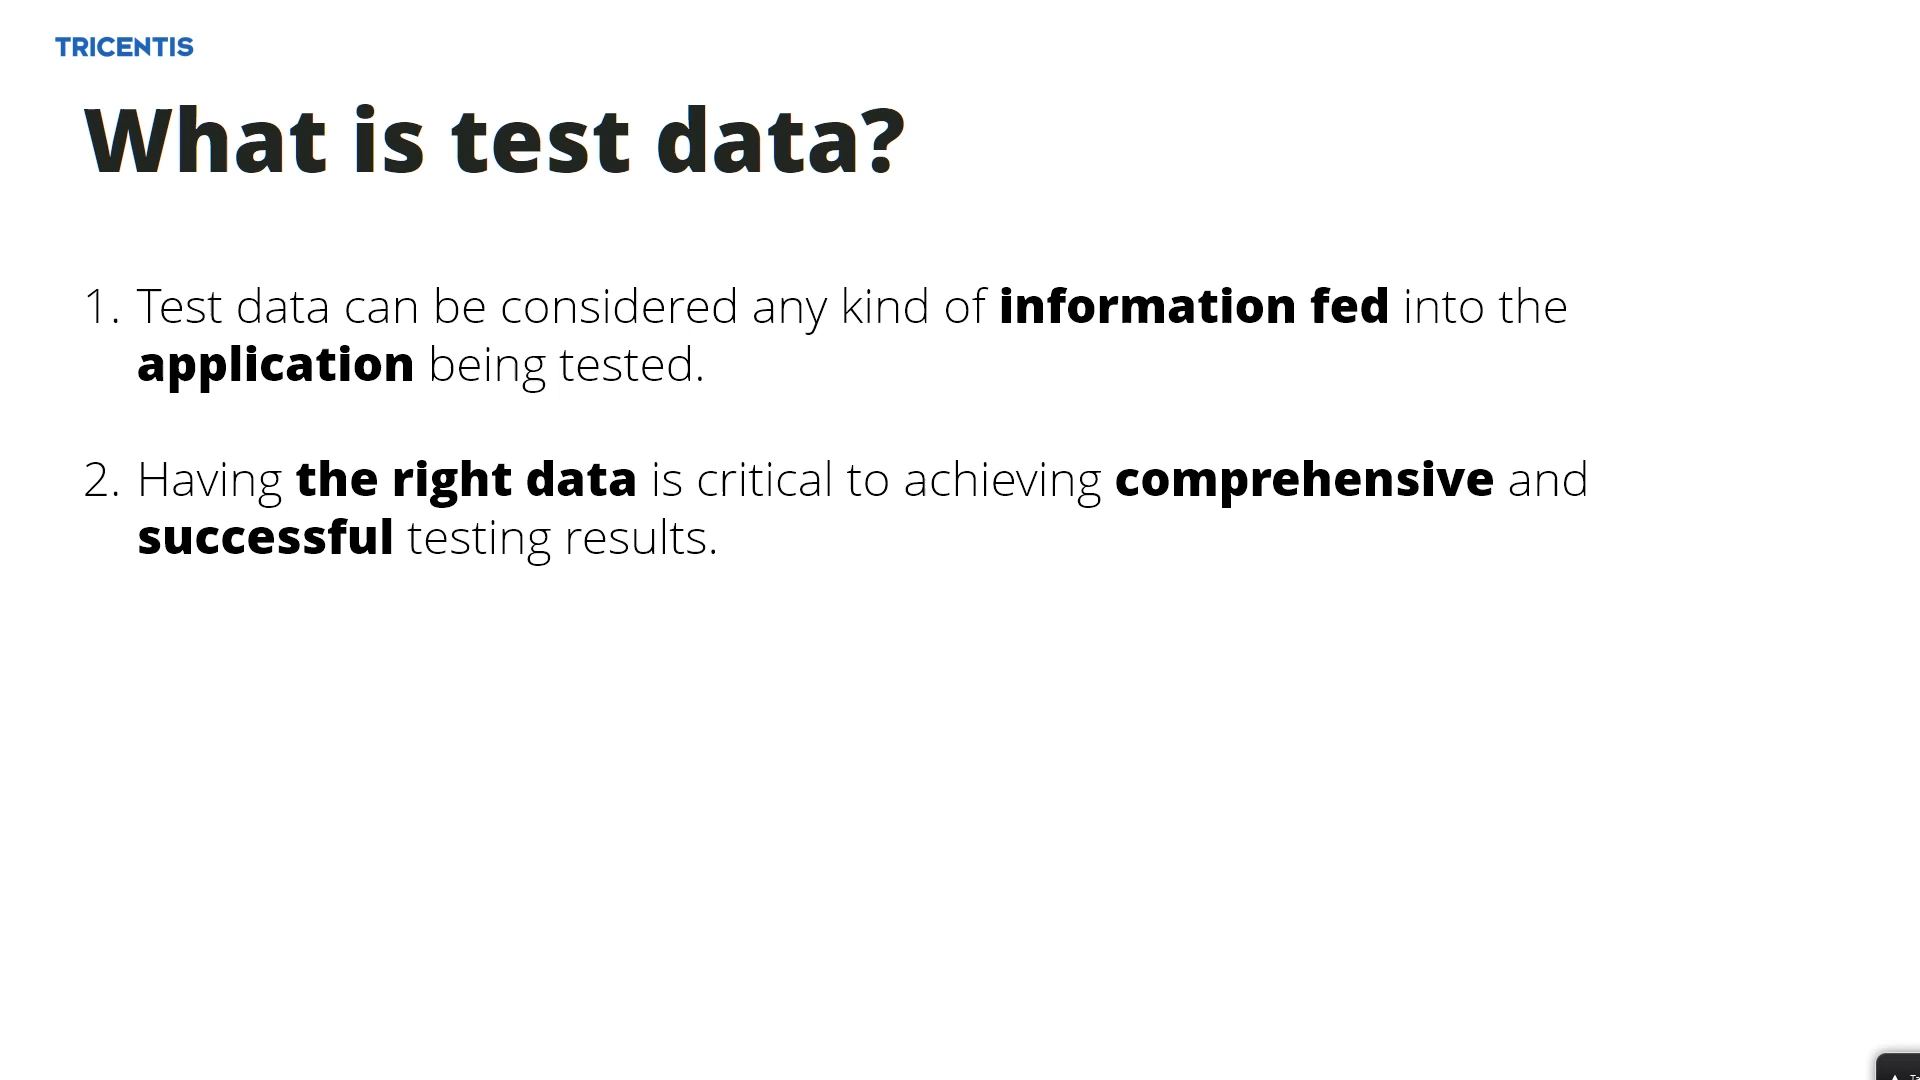 TRICENTIS
What is test data?
1. Test data can be considered any kind of information fed into the
application being tested.
2. Having the right data is critical to achieving comprehensive and
successful testing results.